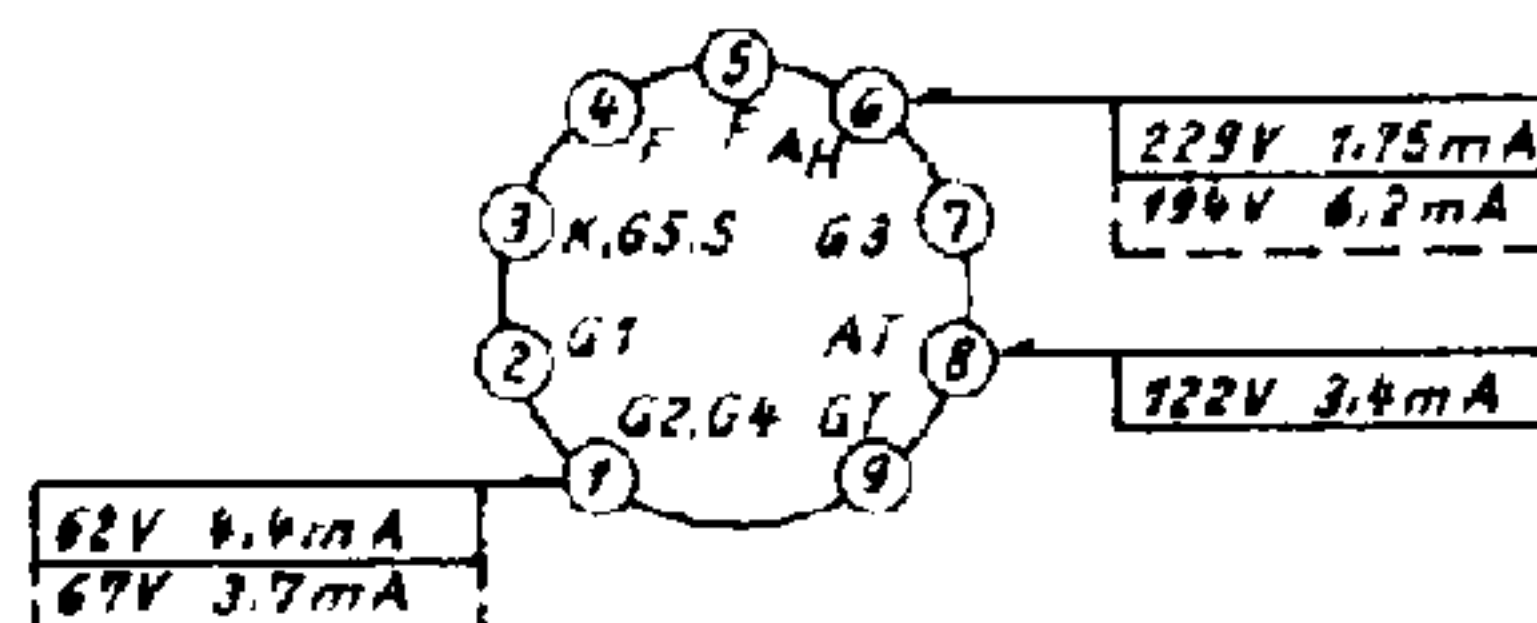 5
4
6
F
F
AH
229V 1.75mA
194V 6.2mA
3
K,G5,S
G3
7
2
G1
AT
8
122V 3.4mA
G2,G4
GT
1
9
62V 4.4mA
67V 3.7mA